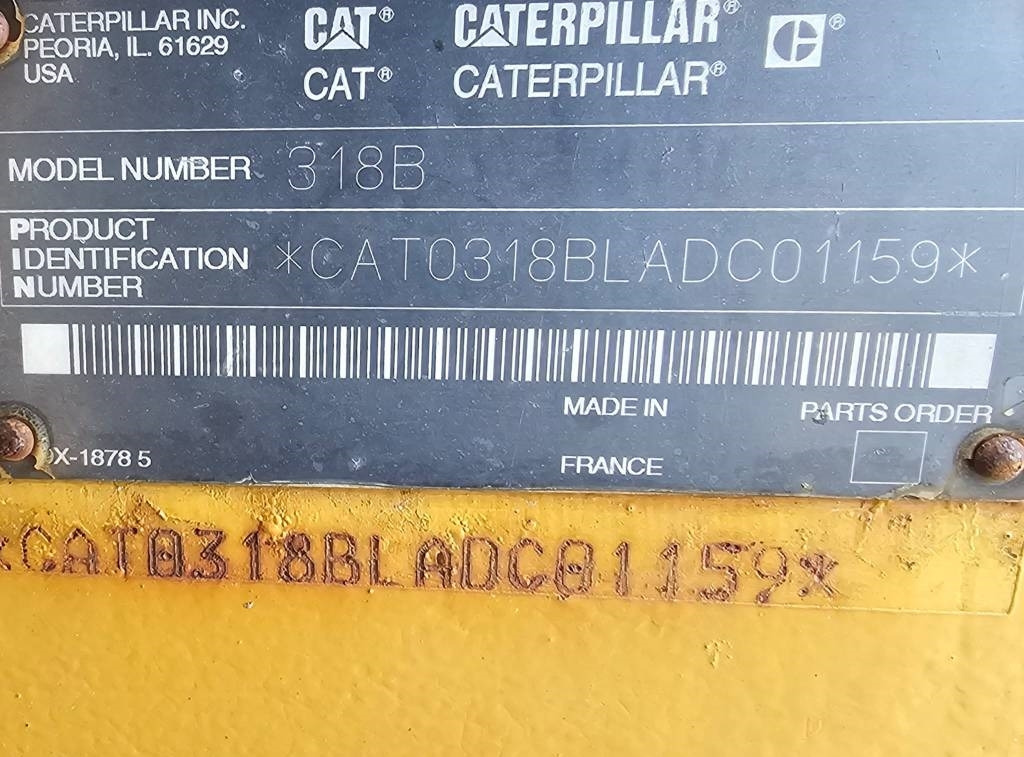 CATERPILLAR INC.
PEORIA, IL. 61629
USA
CAT® CATERPILLAR® C®
CAT® CATERPILLAR®
MODEL NUMBER 318B
PRODUCT
IDENTIFICATION
NUMBER
*CAT0318BLADC01159*
MADE IN
PARTS ORDER
X-1878 5
FRANCE
*CAT0318BLADC01159*